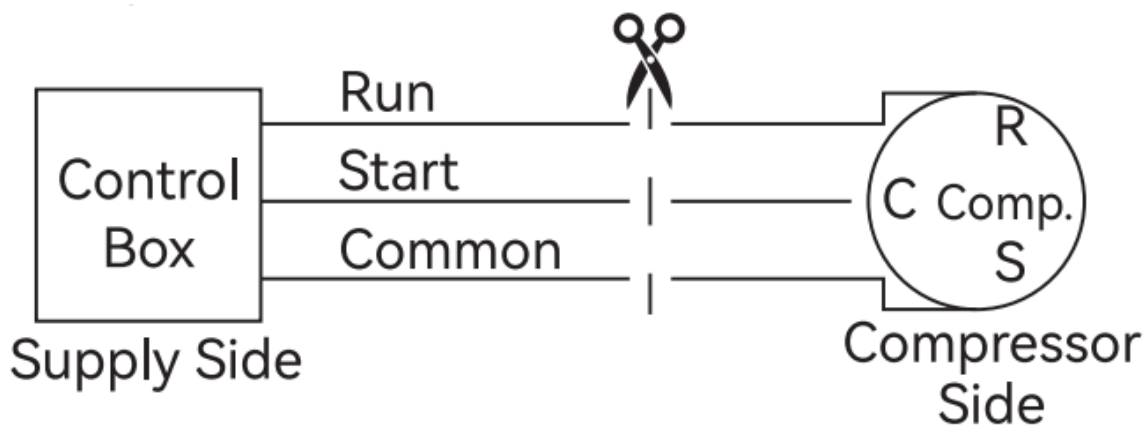 Run
Start
Common
Control
Box
Supply Side
R
C Comp.
S
Compressor
Side